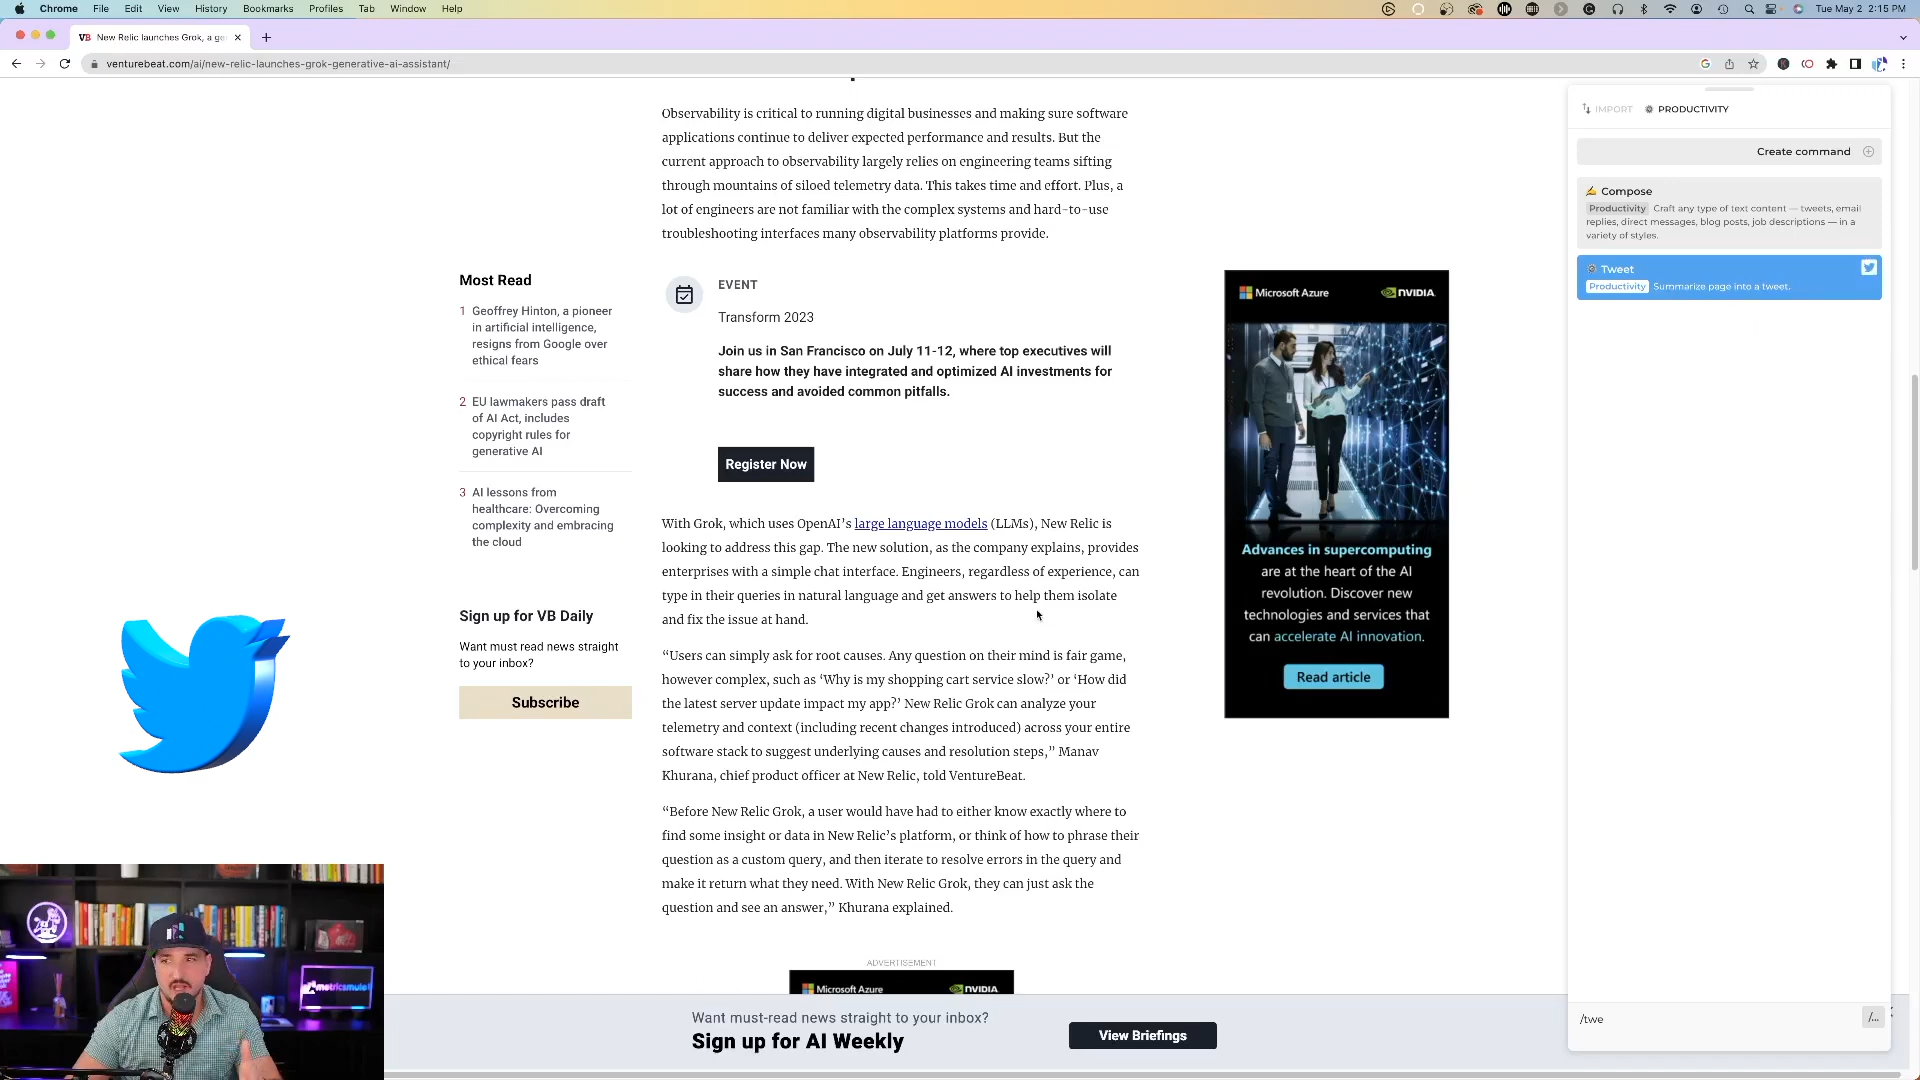 Chrome File Edit View History Bookmarks Profiles Tab Window Help
Tue May 2 2:15 PM
VB New Relic launches Grok, a ge
venturebeat.com/ai/new-relic-launches-grok-generative-ai-assistant/
Observability is critical to running digital businesses and making sure software
applications continue to deliver expected performance and results. But the
current approach to observability largely relies on engineering teams sifting
through mountains of siloed telemetry data. This takes time and effort. Plus, a
lot of engineers are not familiar with the complex systems and hard-to-use
troubleshooting interfaces many observability platforms provide.
Most Read
1 Geoffrey Hinton, a pioneer
in artificial intelligence,
resigns from Google over
ethical fears
2 EU lawmakers pass draft
of AI Act, includes
copyright rules for
generative AI
3 AI lessons from
healthcare: Overcoming
complexity and embracing
the cloud
Sign up for VB Daily
Want must read news straight
to your inbox?
Subscribe
EVENT
Transform 2023
Join us in San Francisco on July 11-12, where top executives will
share how they have integrated and optimized AI investments for
success and avoided common pitfalls.
Register Now
With Grok, which uses OpenAI’s large language models (LLMs), New Relic is
looking to address this gap. The new solution, as the company explains, provides
enterprises with a simple chat interface. Engineers, regardless of experience, can
type in their queries in natural language and get answers to help them isolate
and fix the issue at hand.
“Users can simply ask for root causes. Any question on their mind is fair game,
however complex, such as ‘Why is my shopping cart service slow?’ or ‘How did
the latest server update impact my app?’ New Relic Grok can analyze your
telemetry and context (including recent changes introduced) across your entire
software stack to suggest underlying causes and resolution steps,” Manav
Khurana, chief product officer at New Relic, told VentureBeat.
“Before New Relic Grok, a user would have had to either know exactly where to
find some insight or data in New Relic’s platform, or think of how to phrase their
question as a custom query, and then iterate to resolve errors in the query and
make it return what they need. With New Relic Grok, they can just ask the
question and see an answer,” Khurana explained.
ADVERTISEMENT
Microsoft Azure NVIDIA
Microsoft Azure NVIDIA.
Advances in supercomputing
are at the heart of the AI
revolution. Discover new
technologies and services that
can accelerate AI innovation.
Read article
Want must-read news straight to your inbox?
Sign up for AI Weekly
View Briefings
IMPORT PRODUCTIVITY
Create command
Compose
Productivity Craft any type of text content — tweets, email
replies, direct messages, blog posts, job descriptions — in a
variety of styles.
Tweet
Productivity Summarize page into a tweet.
/twe
/...
metricsmule